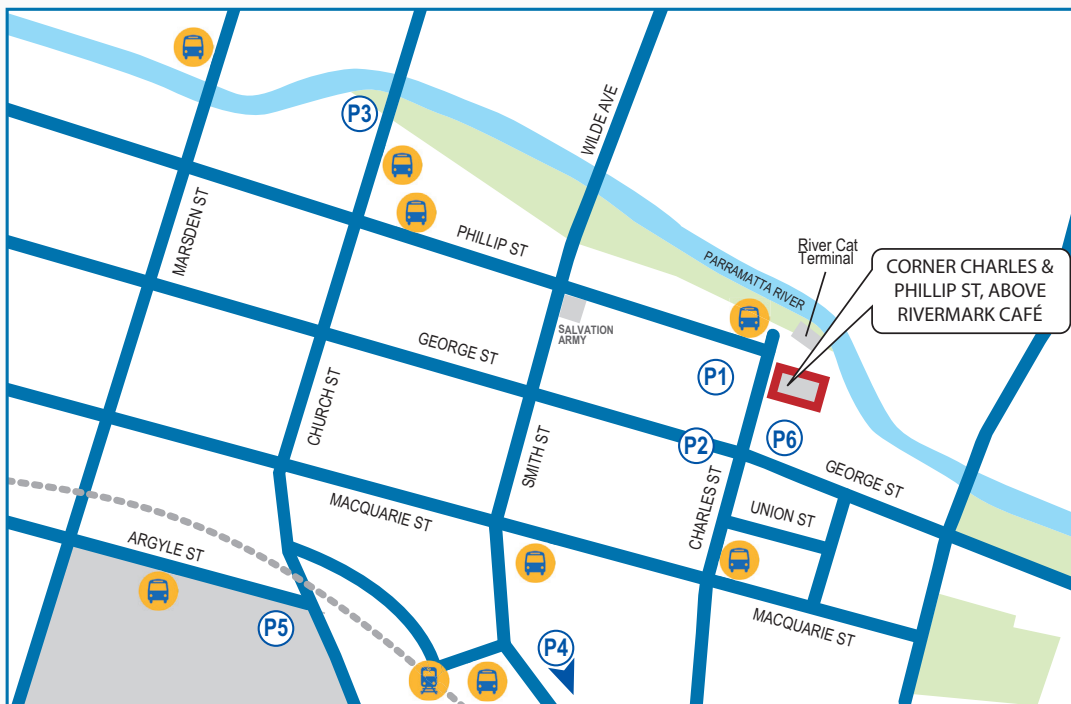 P3
WILDE AVE
MARSDEN ST
PHILLIP ST
PARRAMATTA RIVER
River Cat
Terminal
CORNER CHARLES &
PHILLIP ST, ABOVE
RIVERMARK CAFÉ
SALVATION
ARMY
GEORGE ST
P1
CHURCH ST
P2
P6
SMITH ST
CHARLES ST
GEORGE ST
MACQUARIE ST
UNION ST
ARGYLE ST
P5
P4
MACQUARIE ST